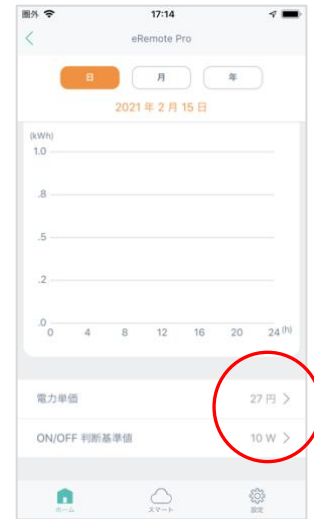 圏外 17:14
eRemote Pro
日 月 年
2021 年 2 月 15 日
(kWh)
1.0
.8
.5
.2
.0
0 4 8 12 16 20 24 (h)
電力単価 27 円
ON/OFF 判断基準値 10 W
ホーム スマート 設定